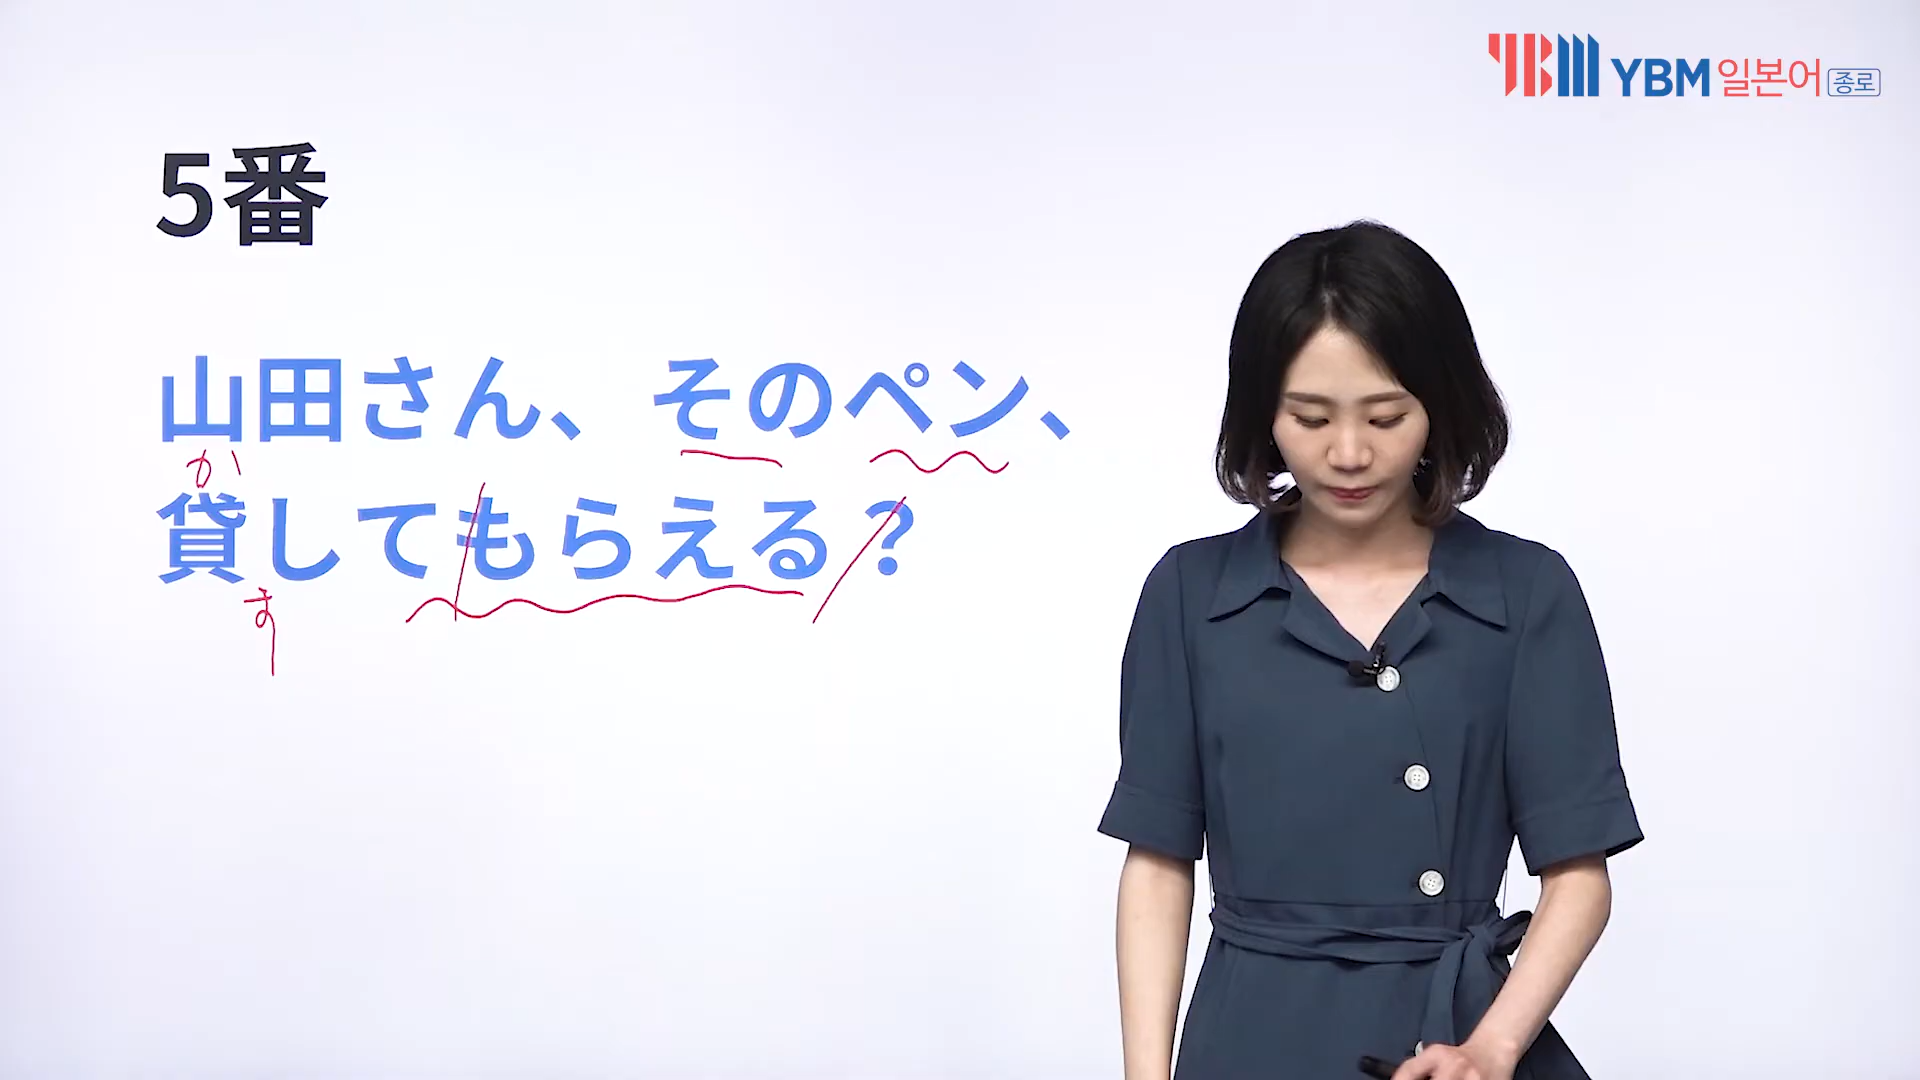 YBM 일본어 종로
5番
山田さん、そのペン、
か
貸してもらえる?
す